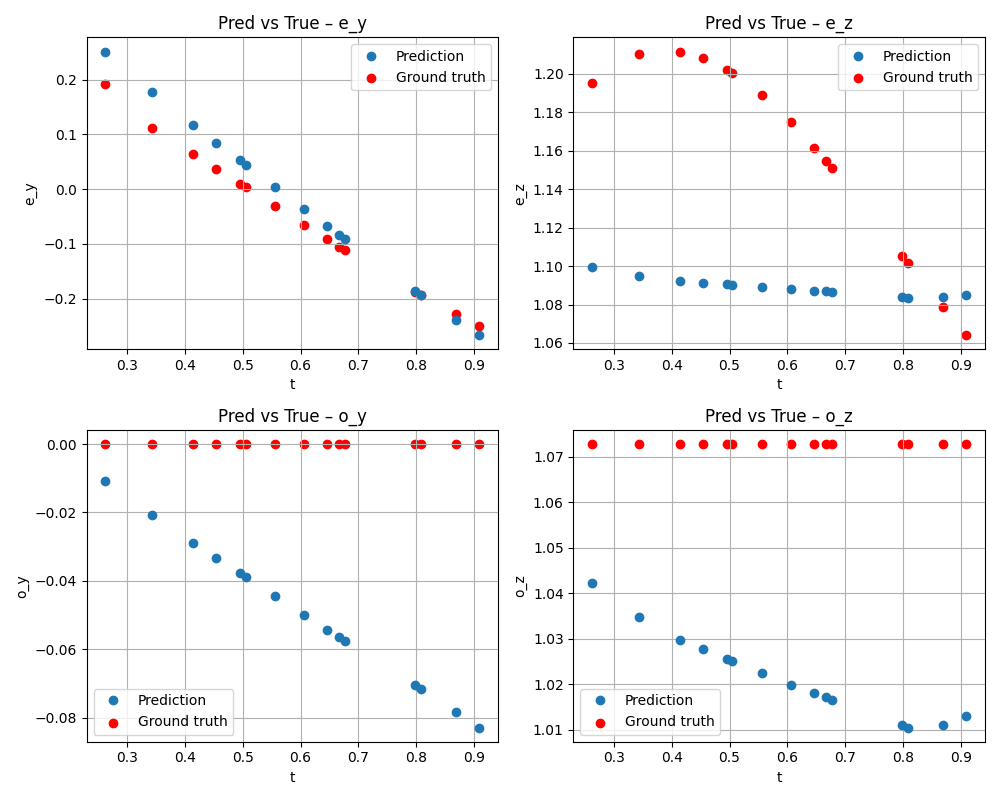 Pred vs True – e_y
Prediction
Ground truth
0.2
0.1
0.0
−0.1
−0.2
e_y
0.3 0.4 0.5 0.6 0.7 0.8 0.9
t
Pred vs True – e_z
Prediction
Ground truth
1.20
1.18
1.16
1.14
1.12
1.10
1.08
1.06
e_z
0.3 0.4 0.5 0.6 0.7 0.8 0.9
t
Pred vs True – o_y
0.00
−0.02
−0.04
−0.06
−0.08
o_y
Prediction
Ground truth
0.3 0.4 0.5 0.6 0.7 0.8 0.9
t
Pred vs True – o_z
1.07
1.06
1.05
1.04
1.03
1.02
1.01
o_z
Prediction
Ground truth
0.3 0.4 0.5 0.6 0.7 0.8 0.9
t